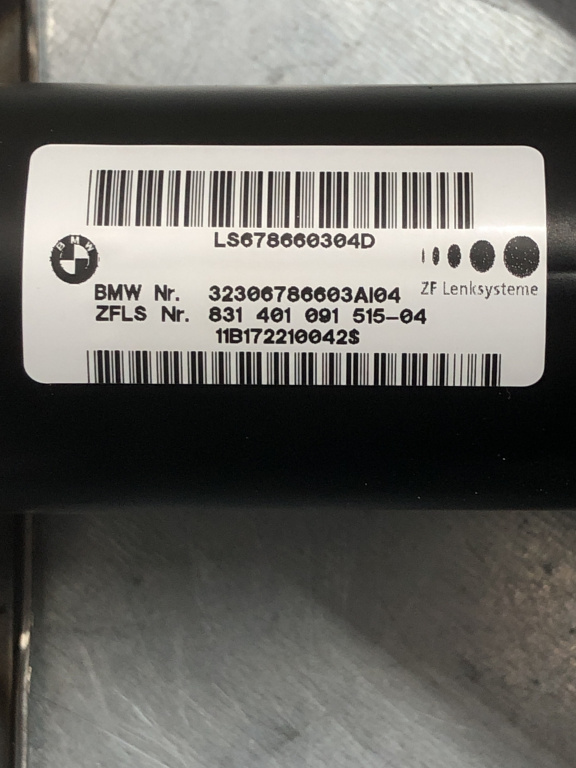 LS678660304D
BMW
BMW Nr. 32306786603AI04
ZF Lenksysteme
ZFLS Nr. 831 401 091 515-04
11B172210042$